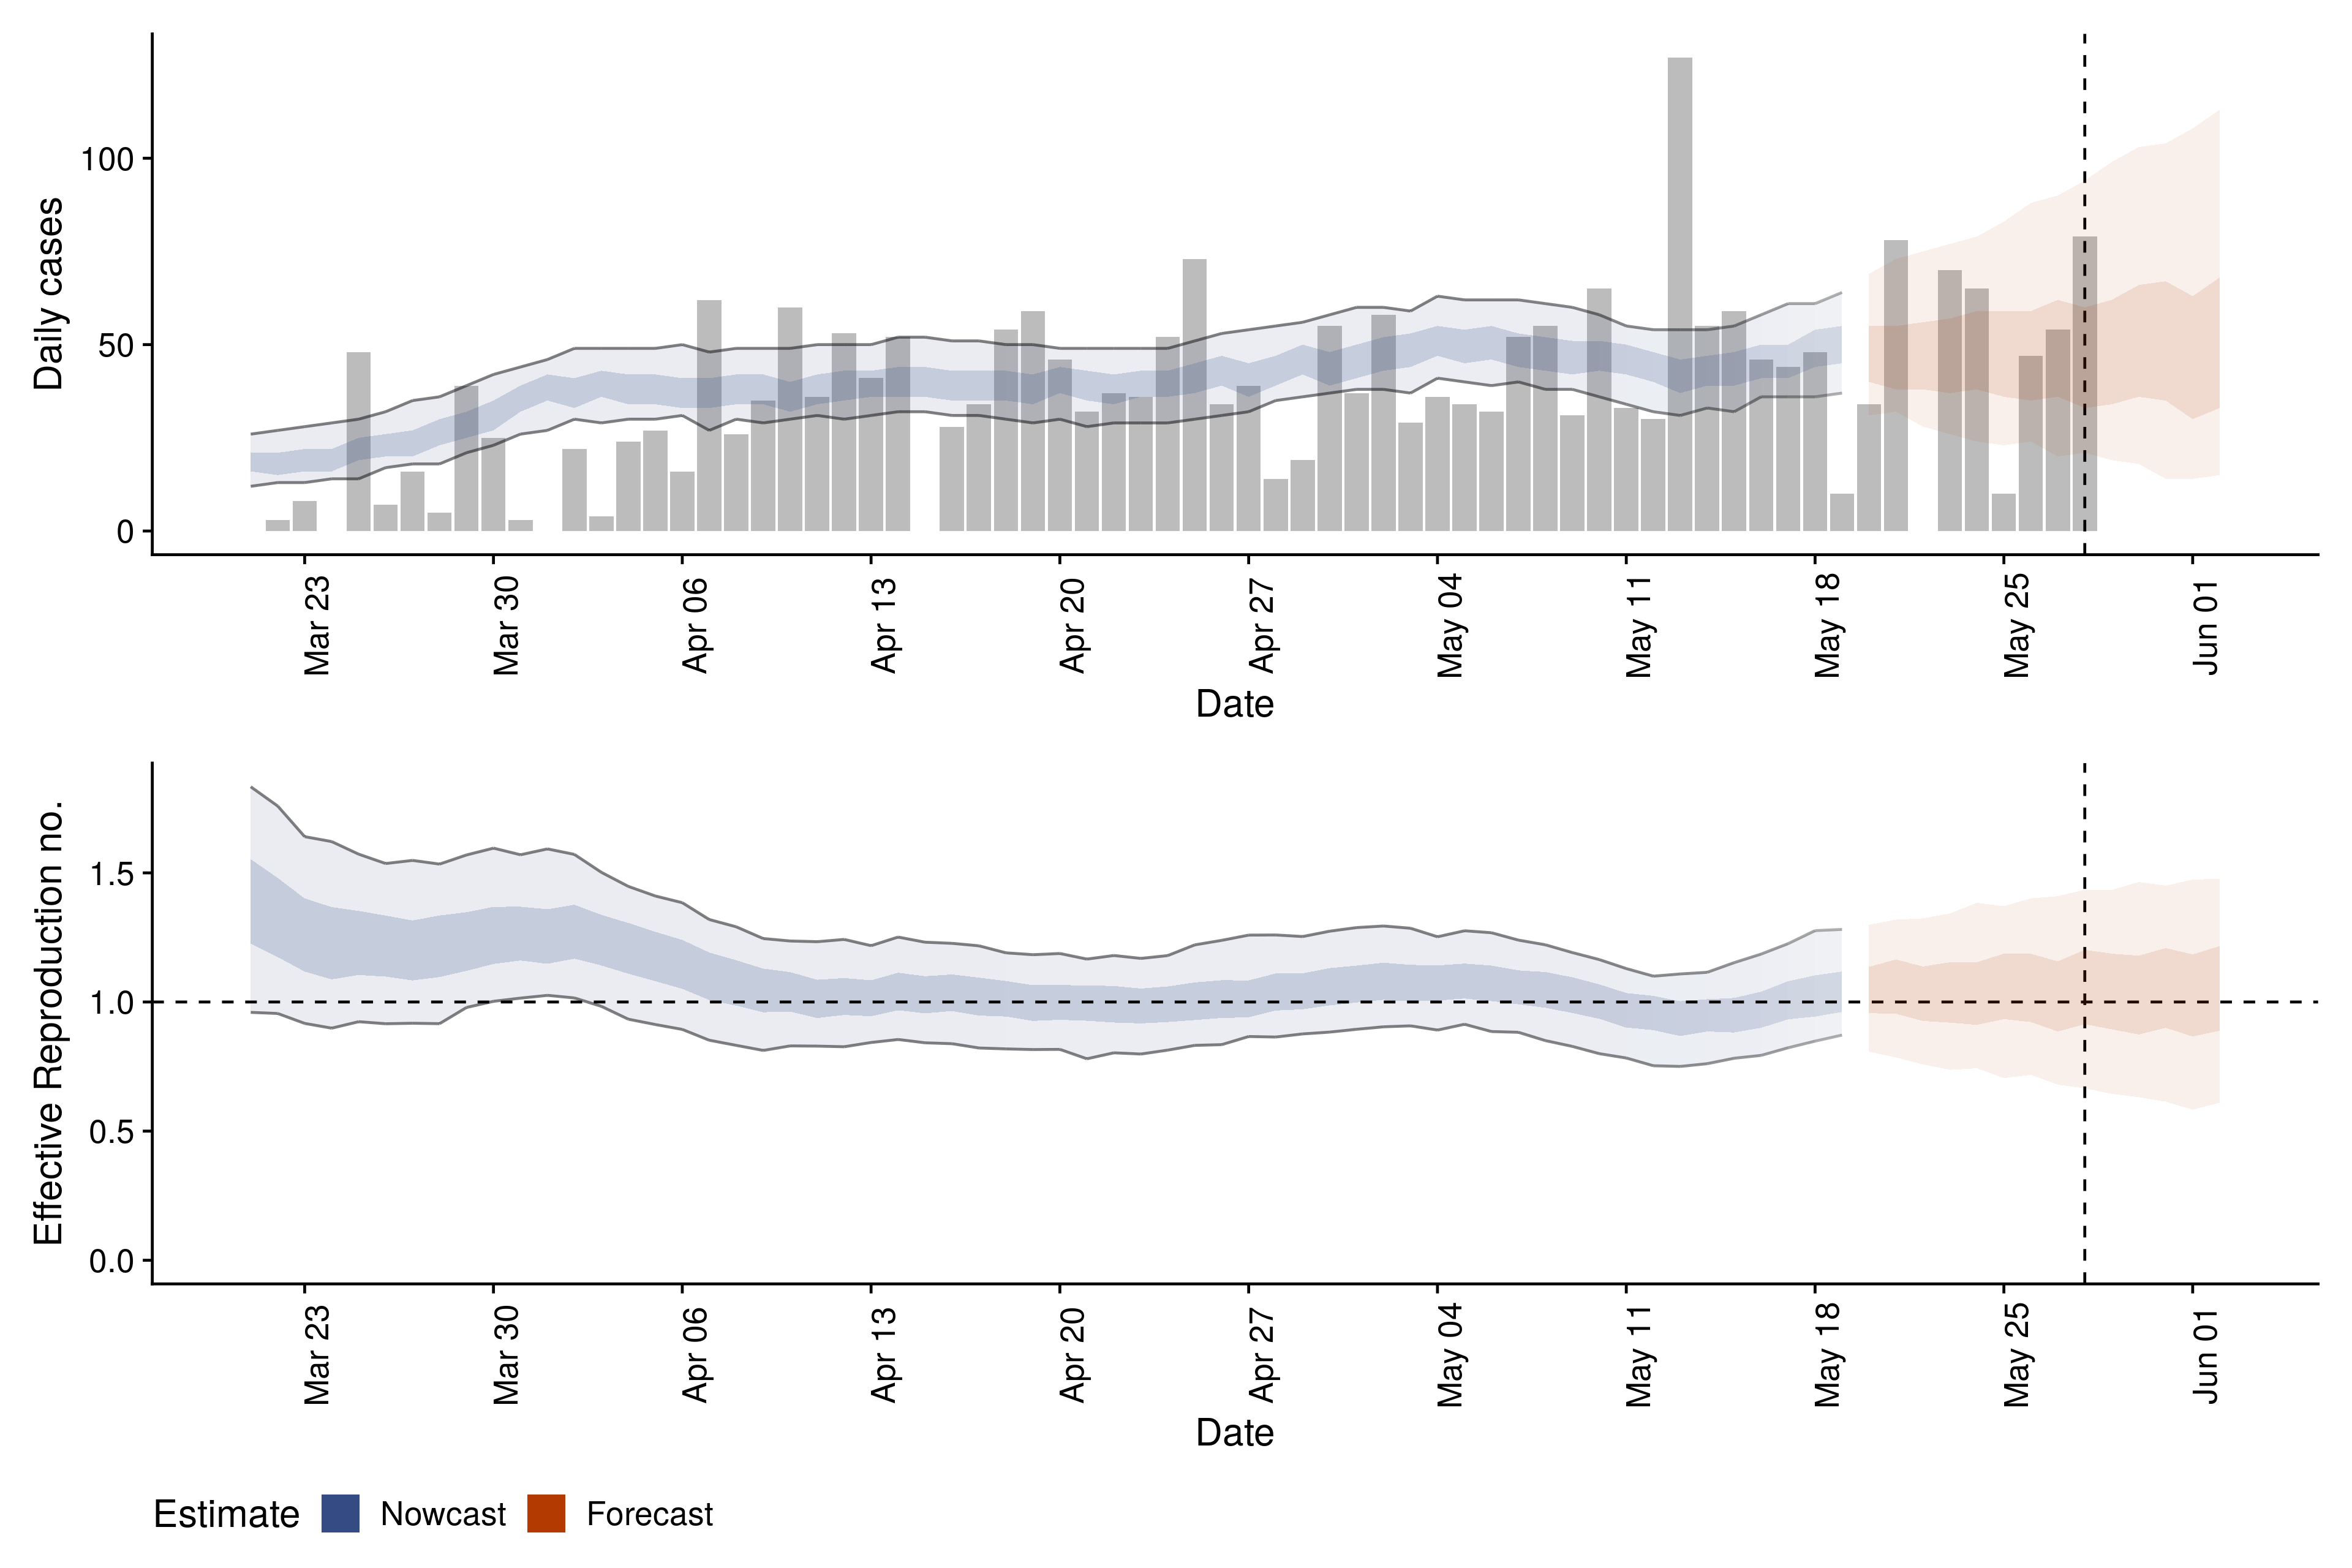 Daily cases
100
50
0
Mar 23
Mar 30
Apr 06
Apr 13
Apr 20
Apr 27
May 04
May 11
May 18
May 25
Jun 01
Date
Effective Reproduction no.
1.5
1.0
0.5
0.0
Mar 23
Mar 30
Apr 06
Apr 13
Apr 20
Apr 27
May 04
May 11
May 18
May 25
Jun 01
Date
Estimate Nowcast Forecast